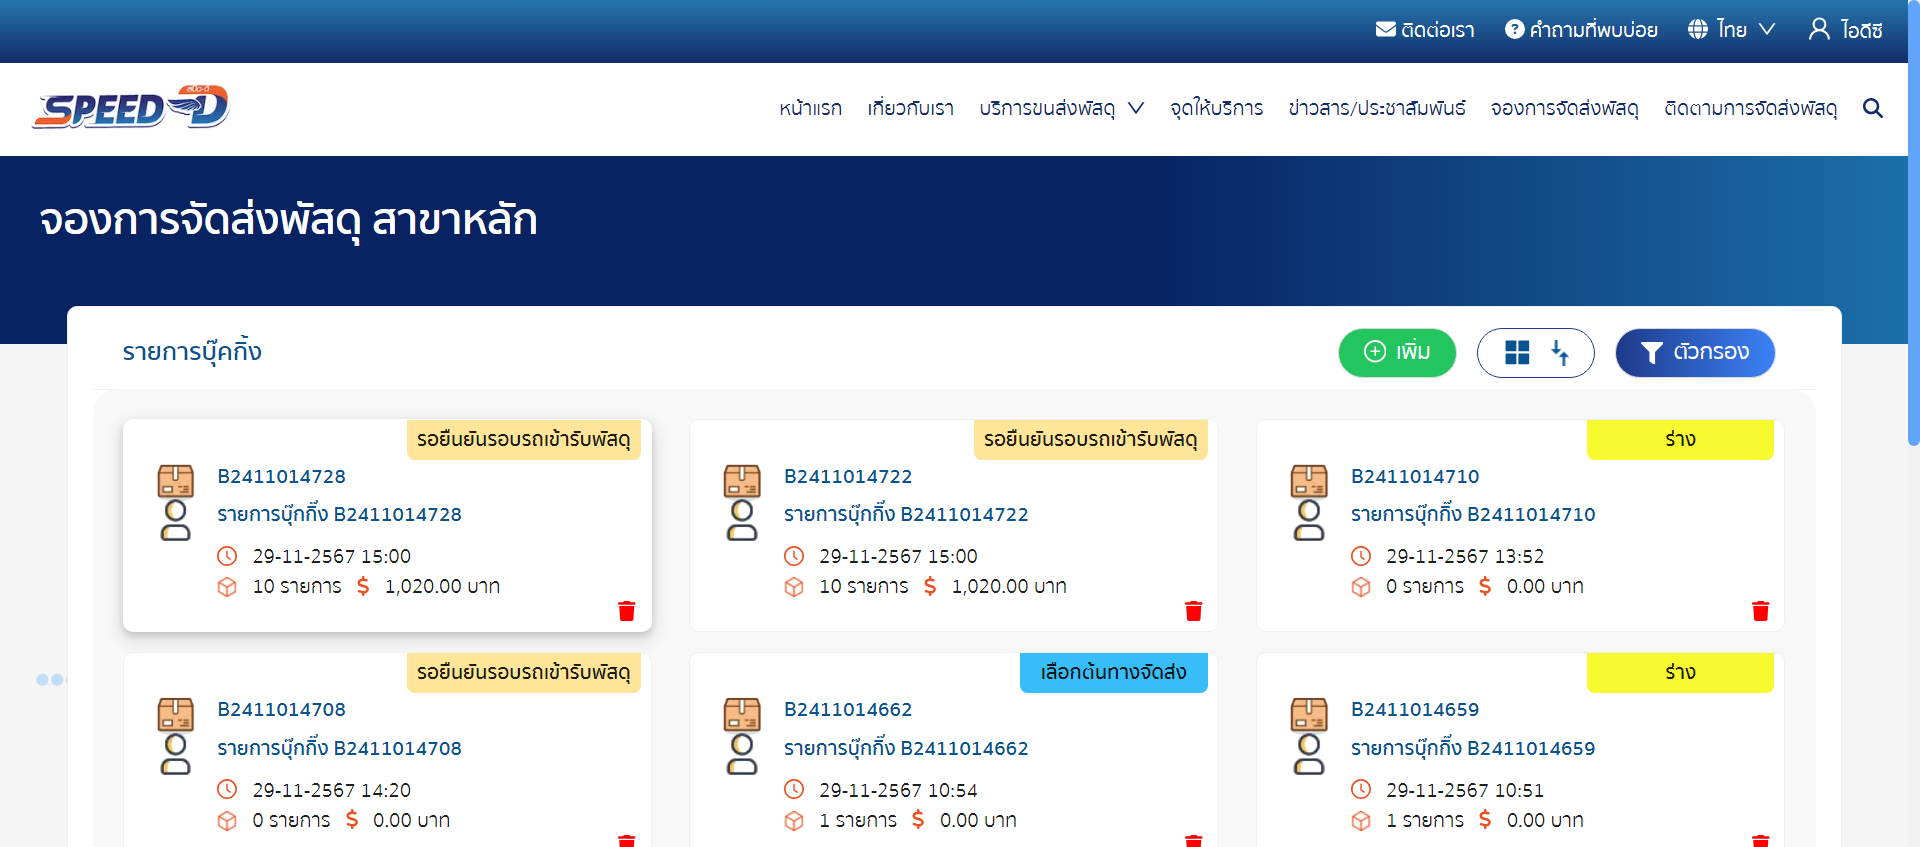 ติดต่อเรา คำถามที่พบบ่อย ไทย ไอดีซี
สปีด-ดี
SPEED-D
หน้าแรก เกี่ยวกับเรา บริการขนส่งพัสดุ จุดให้บริการ ข่าวสาร/ประชาสัมพันธ์ จองการจัดส่งพัสดุ ติดตามการจัดส่งพัสดุ
จองการจัดส่งพัสดุ สาขาหลัก
รายการบุ๊คกิ้ง
เพิ่ม
ตัวกรอง
รอยืนยันรอบรถเข้ารับพัสดุ
B2411014728
รายการบุ๊กกิ๊ง B2411014728
29-11-2567 15:00
10 รายการ $ 1,020.00 บาท
รอยืนยันรอบรถเข้ารับพัสดุ
B2411014722
รายการบุ๊กกิ๊ง B2411014722
29-11-2567 15:00
10 รายการ $ 1,020.00 บาท
ร่าง
B2411014710
รายการบุ๊กกิ๊ง B2411014710
29-11-2567 13:52
0 รายการ $ 0.00 บาท
รอยืนยันรอบรถเข้ารับพัสดุ
B2411014708
รายการบุ๊กกิ๊ง B2411014708
29-11-2567 14:20
0 รายการ $ 0.00 บาท
เลือกต้นทางจัดส่ง
B2411014662
รายการบุ๊กกิ๊ง B2411014662
29-11-2567 10:54
1 รายการ $ 0.00 บาท
ร่าง
B2411014659
รายการบุ๊กกิ๊ง B2411014659
29-11-2567 10:51
1 รายการ $ 0.00 บาท